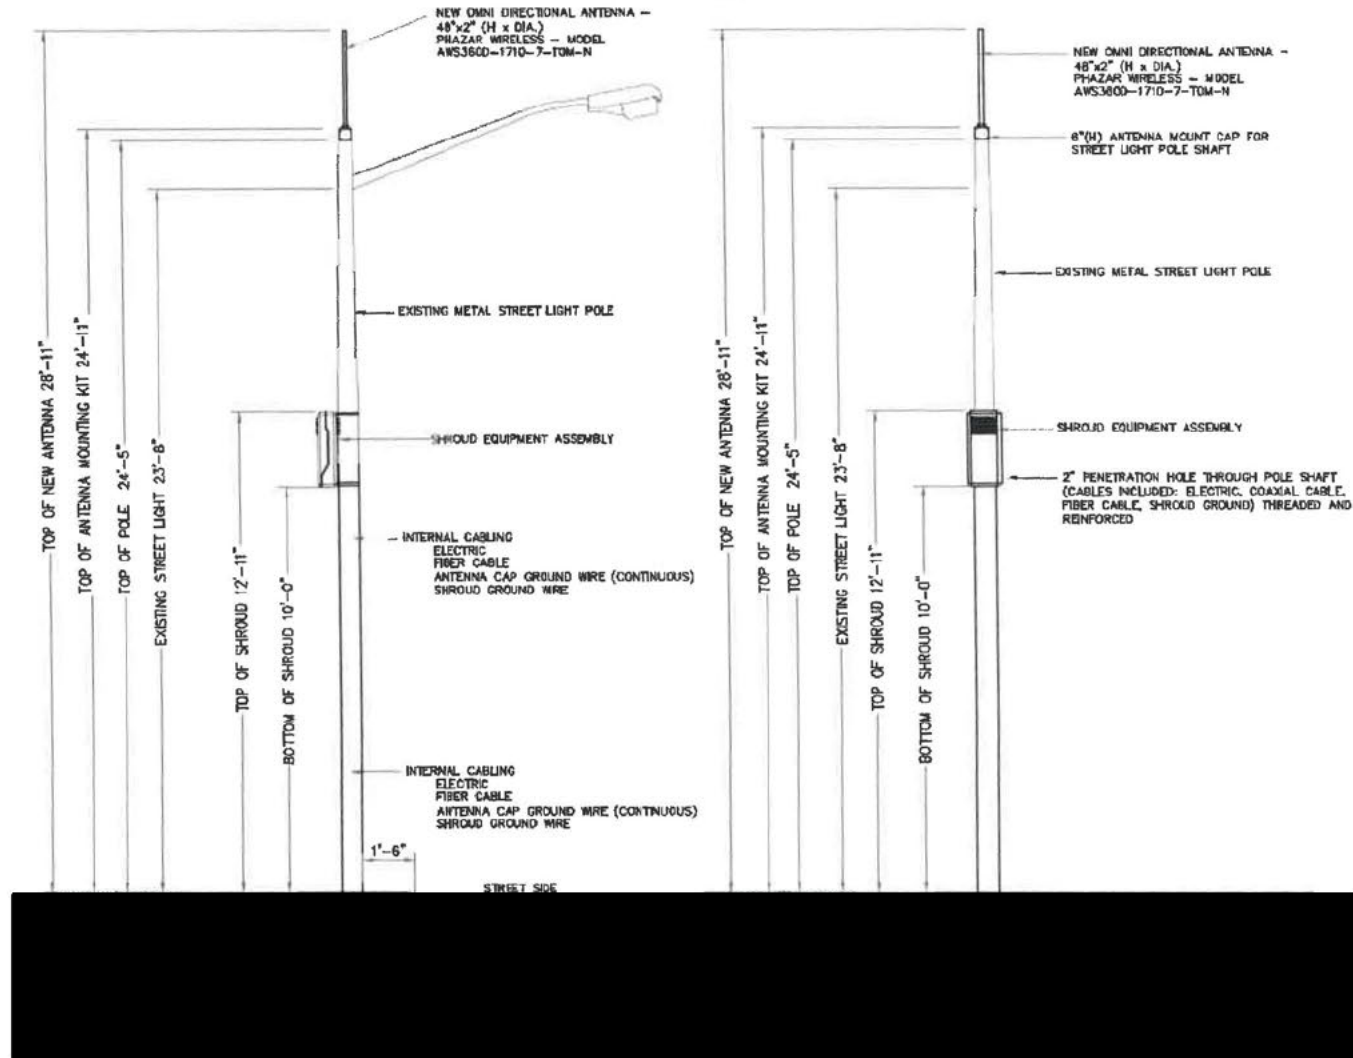 NEW OMNI DIRECTIONAL ANTENNA –
48"x2" (H x DIA.)
PHAZAR WIRELESS – MODEL
AWS3600-1710-7-T0M-N
TOP OF NEW ANTENNA 28'-11"
TOP OF ANTENNA MOUNTING KIT 24'-11"
TOP OF POLE 24'-5"
EXISTING STREET LIGHT 23'-8"
TOP OF SHROUD 12'-11"
BOTTOM OF SHROUD 10'-0"
EXISTING METAL STREET LIGHT POLE
SHROUD EQUIPMENT ASSEMBLY
INTERNAL CABLING
ELECTRIC
FIBER CABLE
ANTENNA CAP GROUND WIRE (CONTINUOUS)
SHROUD GROUND WIRE
INTERNAL CABLING
ELECTRIC
FIBER CABLE
ANTENNA CAP GROUND WIRE (CONTINUOUS)
SHROUD GROUND WIRE
1'-6"
STREET SIDE
NEW OMNI DIRECTIONAL ANTENNA –
48"x2" (H x DIA.)
PHAZAR WIRELESS – MODEL
AWS3600-1710-7-T0M-N
6"(H) ANTENNA MOUNT CAP FOR
STREET LIGHT POLE SHAFT
TOP OF NEW ANTENNA 28'-11"
TOP OF ANTENNA MOUNTING KIT 24'-11"
TOP OF POLE 24'-5"
EXISTING STREET LIGHT 23'-8"
TOP OF SHROUD 12'-11"
BOTTOM OF SHROUD 10'-0"
EXISTING METAL STREET LIGHT POLE
SHROUD EQUIPMENT ASSEMBLY
2" PENETRATION HOLE THROUGH POLE SHAFT
(CABLES INCLUDED: ELECTRIC, COAXIAL CABLE,
FIBER CABLE, SHROUD GROUND) THREADED AND
REINFORCED